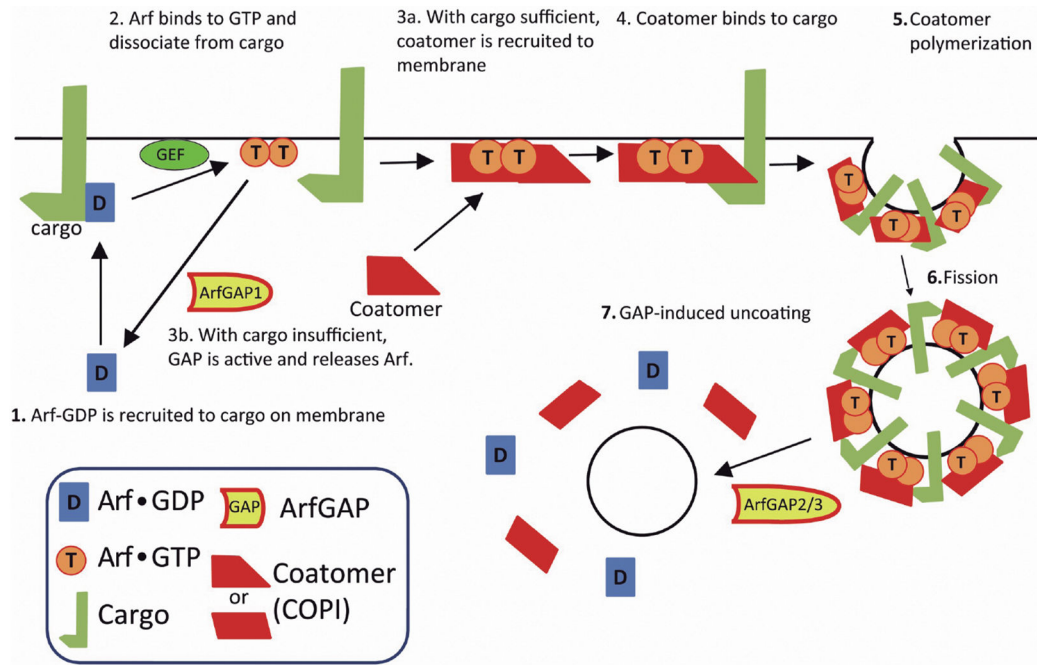 2. Arf binds to GTP and
dissociate from cargo
3a. With cargo sufficient,
coatomer is recruited to
membrane
4. Coatomer binds to cargo
5. Coatomer
polymerization
GEF
T T
T T
T T
D
cargo
T
T
T
ArfGAP1
Coatomer
6. Fission
3b. With cargo insufficient,
GAP is active and releases Arf.
7. GAP-induced uncoating
D
D
T
T
T
T
T
T
1. Arf-GDP is recruited to cargo on membrane
D
ArfGAP2/3
D
D Arf•GDP
GAP ArfGAP
T Arf•GTP
Cargo
Coatomer
or
(COPI)